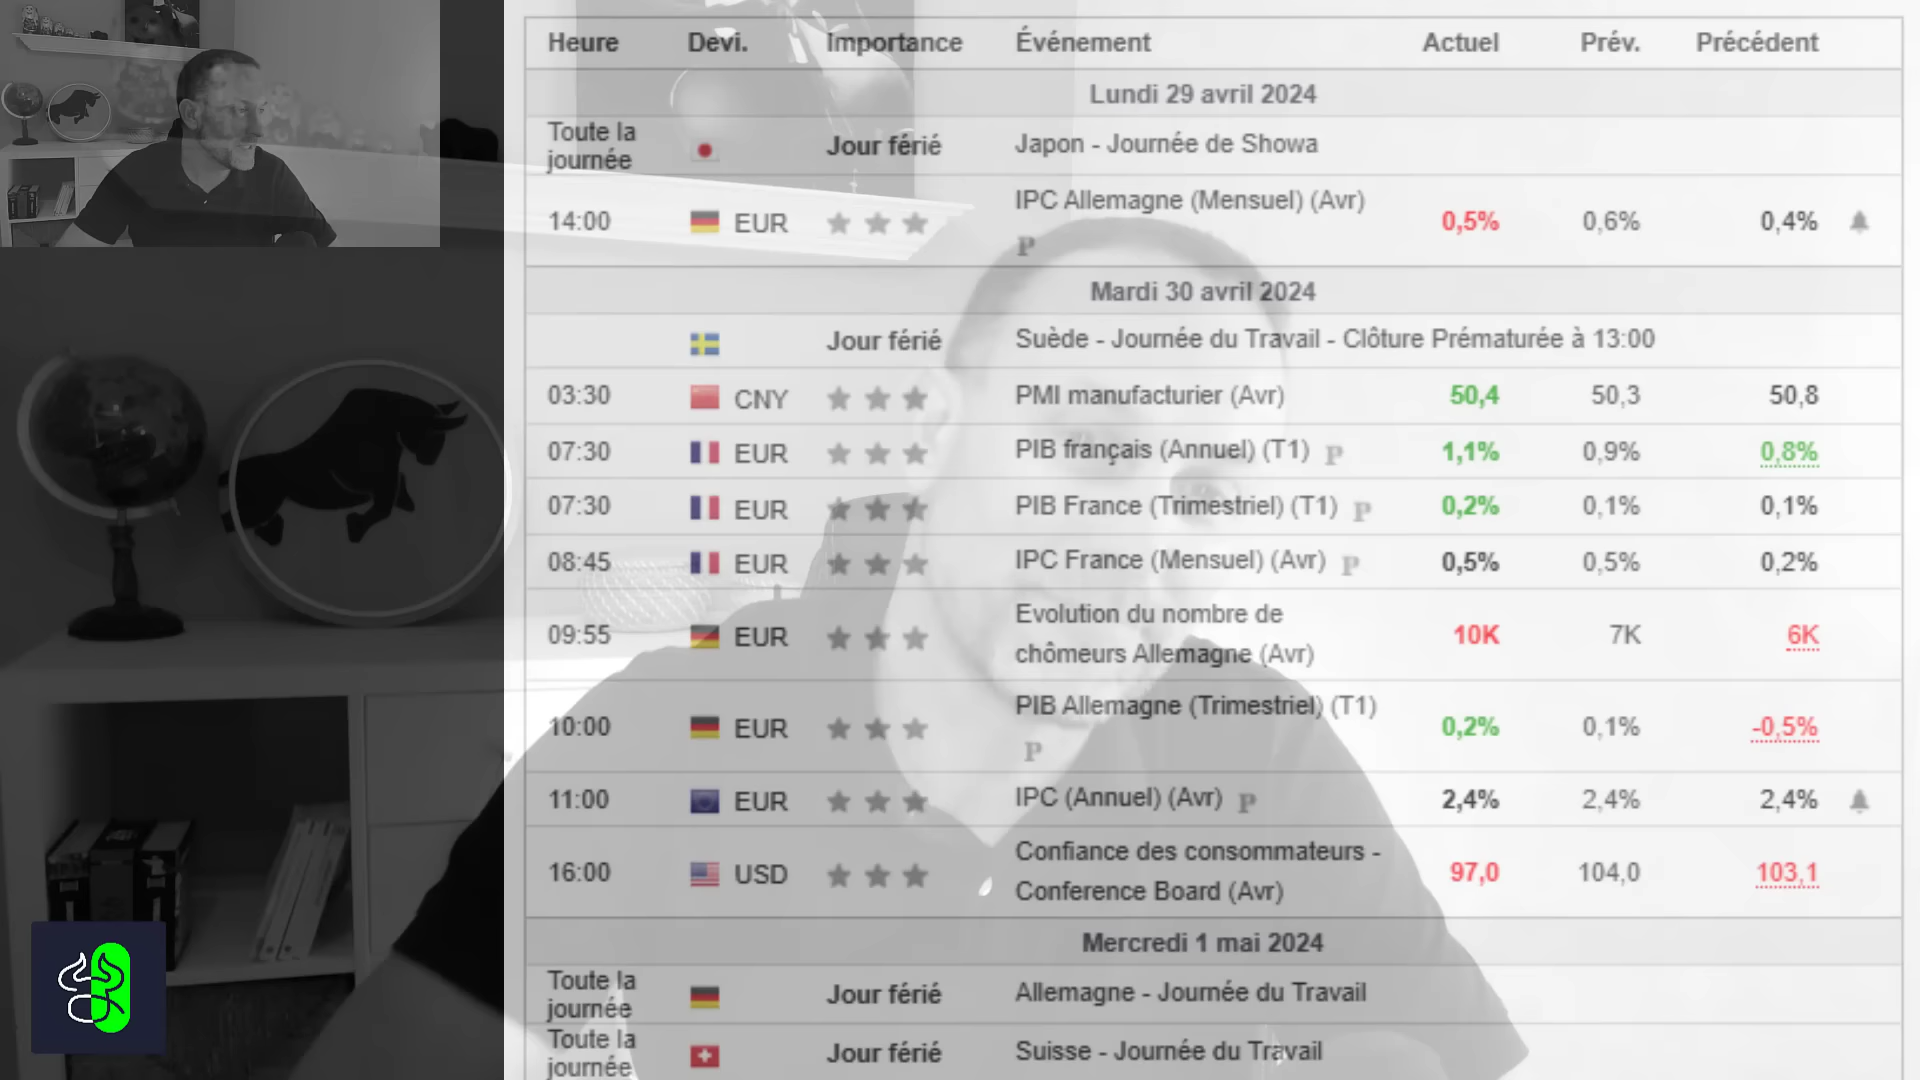 Heure Devi. Importance Événement Actuel Prév. Précédent
Lundi 29 avril 2024
Toute la
journée Jour férié Japon - Journée de Showa
14:00 EUR IPC Allemagne (Mensuel) (Avr) P 0,5% 0,6% 0,4%
Mardi 30 avril 2024
Jour férié Suède - Journée du Travail - Clôture Prématurée à 13:00
03:30 CNY PMI manufacturier (Avr) 50,4 50,3 50,8
07:30 EUR PIB français (Annuel) (T1) P 1,1% 0,9% 0,8%
07:30 EUR PIB France (Trimestriel) (T1) P 0,2% 0,1% 0,1%
08:45 EUR IPC France (Mensuel) (Avr) P 0,5% 0,5% 0,2%
09:55 EUR Evolution du nombre de
chômeurs Allemagne (Avr) 10K 7K 6K
10:00 EUR PIB Allemagne (Trimestriel) (T1) P 0,2% 0,1% -0,5%
11:00 EUR IPC (Annuel) (Avr) P 2,4% 2,4% 2,4%
16:00 USD Confiance des consommateurs -
Conference Board (Avr) 97,0 104,0 103,1
Mercredi 1 mai 2024
Toute la
journée Jour férié Allemagne - Journée du Travail
Toute la
journée Jour férié Suisse - Journée du Travail